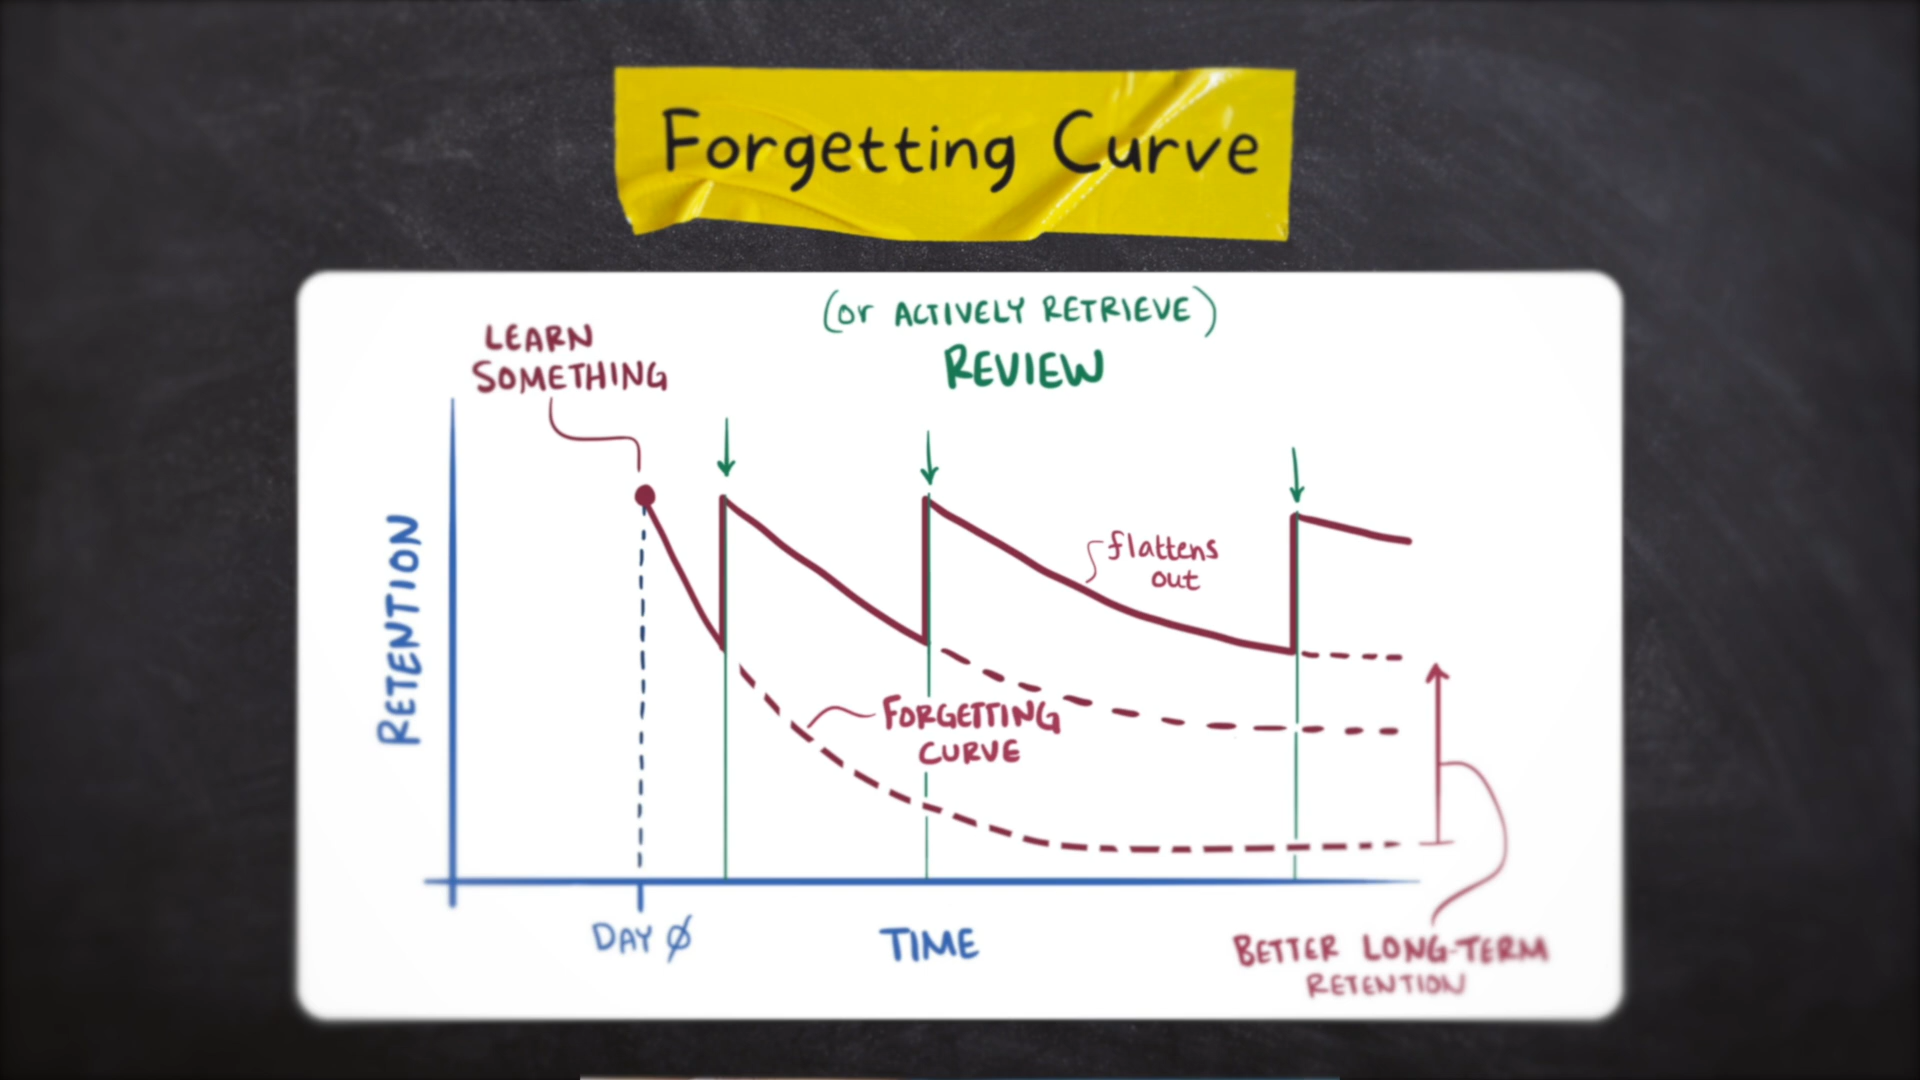 Forgetting Curve
(or ACTIVELY RETRIEVE)
REVIEW
LEARN
SOMETHING
flattens
out
RETENTION
FORGETTING
CURVE
DAY 0
TIME
BETTER LONG-TERM
RETENTION